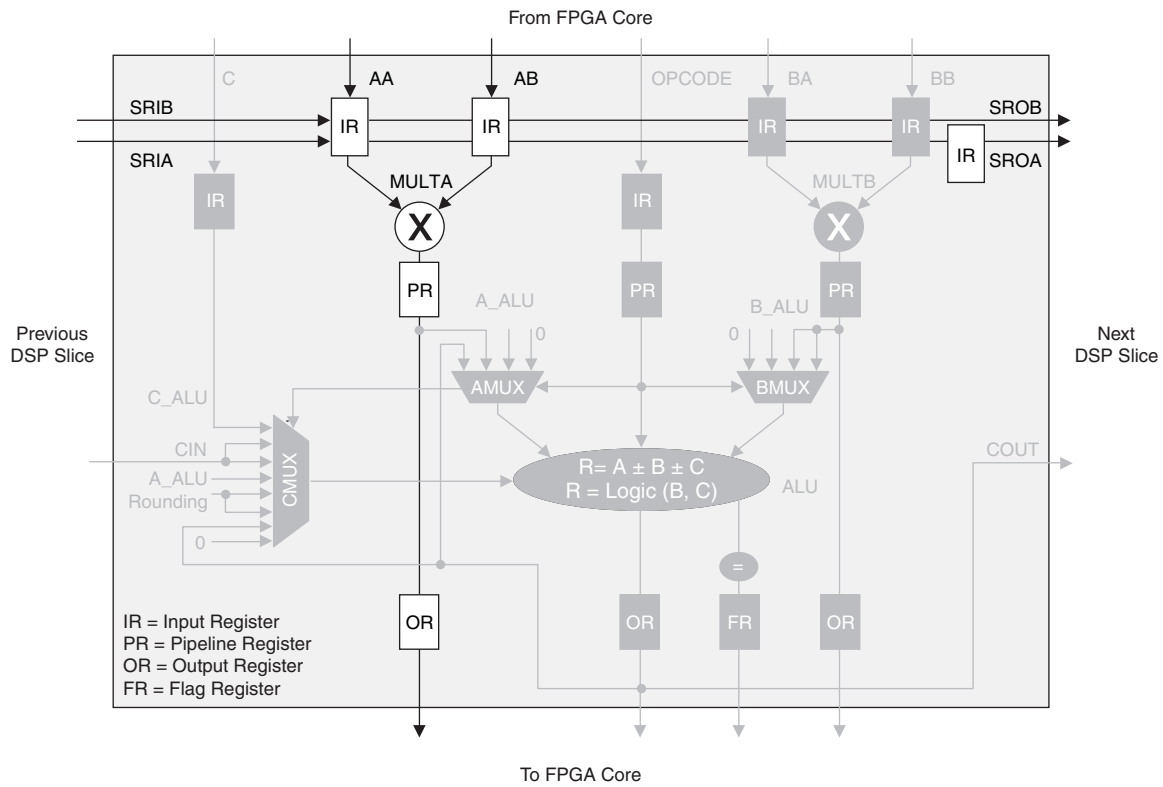 From FPGA Core
C
AA
AB
OPCODE
BA
BB
SRIB
SROB
IR
IR
IR
IR
IR
SRIA
SROA
MULTA
MULTB
IR
IR
X
X
PR
PR
PR
A_ALU
B_ALU
0
0
Previous
DSP Slice
Next
DSP Slice
AMUX
BMUX
C_ALU
CIN
A_ALU
Rounding
0
CMUX
R= A ± B ± C
R = Logic (B, C)
ALU
COUT
=
OR
OR
FR
OR
IR = Input Register
PR = Pipeline Register
OR = Output Register
FR = Flag Register
To FPGA Core